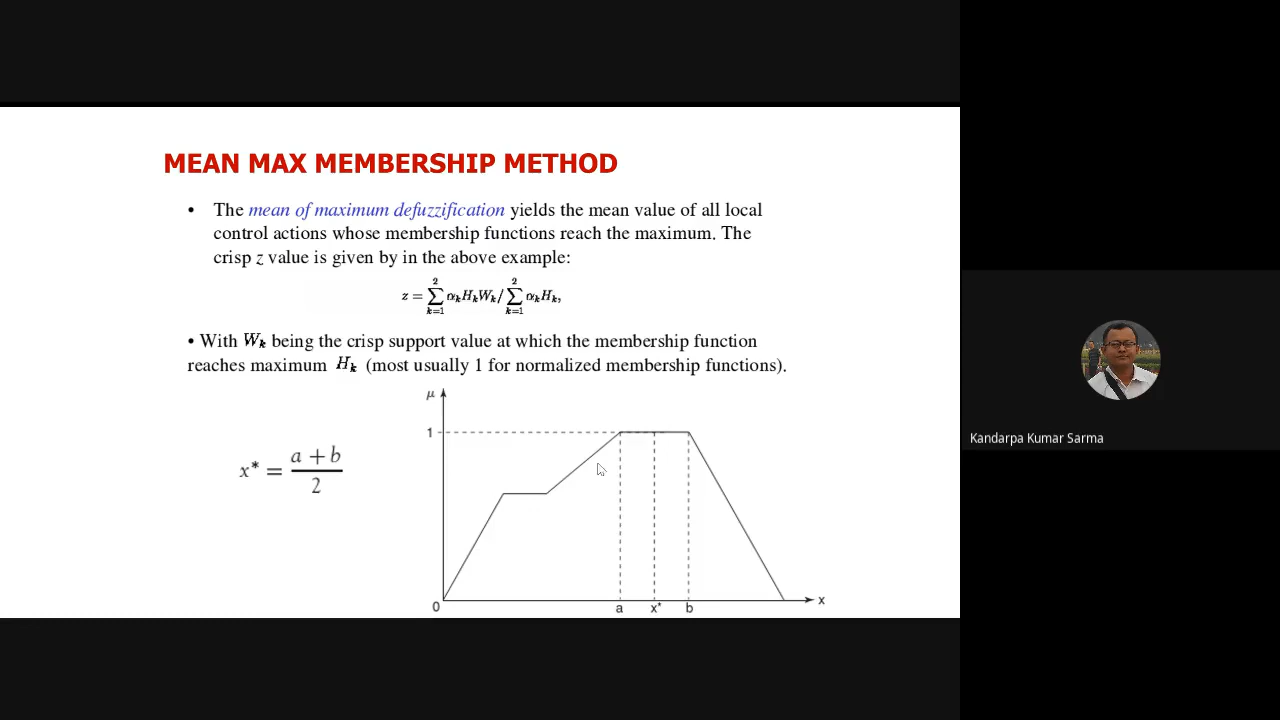 MEAN MAX MEMBERSHIP METHOD
• The mean of maximum defuzzification yields the mean value of all local
control actions whose membership functions reach the maximum. The
crisp z value is given by in the above example:
z = ∑_{k=1}^{2} α_k H_k W_k / ∑_{k=1}^{2} α_k H_k,
• With W_k being the crisp support value at which the membership function
reaches maximum H_k (most usually 1 for normalized membership functions).
μ
1
x* = (a + b) / 2
0 a x* b x
Kandarpa Kumar Sarma